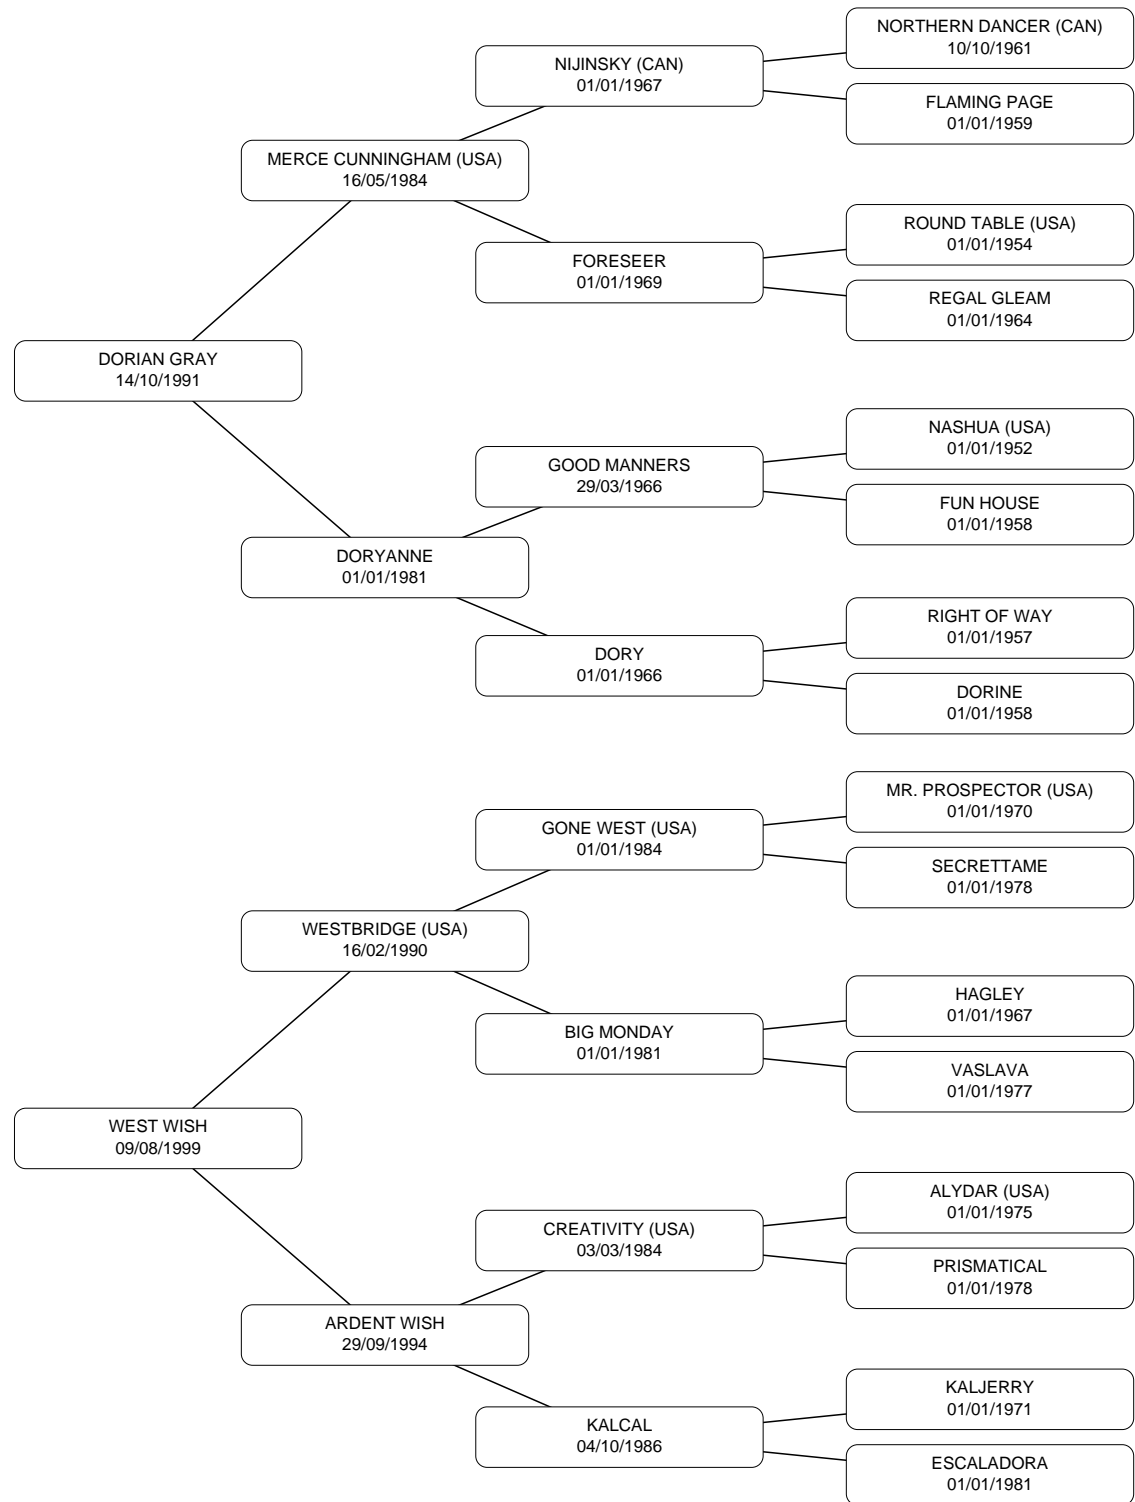 NORTHERN DANCER (CAN)
10/10/1961
NIJINSKY (CAN)
01/01/1967
FLAMING PAGE
01/01/1959
MERCE CUNNINGHAM (USA)
16/05/1984
ROUND TABLE (USA)
01/01/1954
FORESEER
01/01/1969
REGAL GLEAM
01/01/1964
DORIAN GRAY
14/10/1991
NASHUA (USA)
01/01/1952
GOOD MANNERS
29/03/1966
FUN HOUSE
01/01/1958
DORYANNE
01/01/1981
RIGHT OF WAY
01/01/1957
DORY
01/01/1966
DORINE
01/01/1958
MR. PROSPECTOR (USA)
01/01/1970
GONE WEST (USA)
01/01/1984
SECRETTAME
01/01/1978
WESTBRIDGE (USA)
16/02/1990
HAGLEY
01/01/1967
BIG MONDAY
01/01/1981
VASLAVA
01/01/1977
WEST WISH
09/08/1999
ALYDAR (USA)
01/01/1975
CREATIVITY (USA)
03/03/1984
PRISMATICAL
01/01/1978
ARDENT WISH
29/09/1994
KALJERRY
01/01/1971
KALCAL
04/10/1986
ESCALADORA
01/01/1981